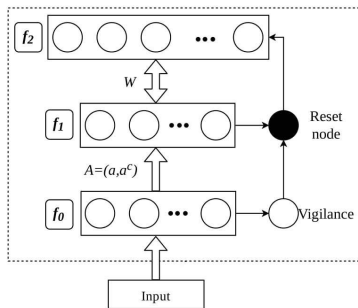 f2
W
f1
Reset
node
A=(a,a^c)
f0
Vigilance
Input